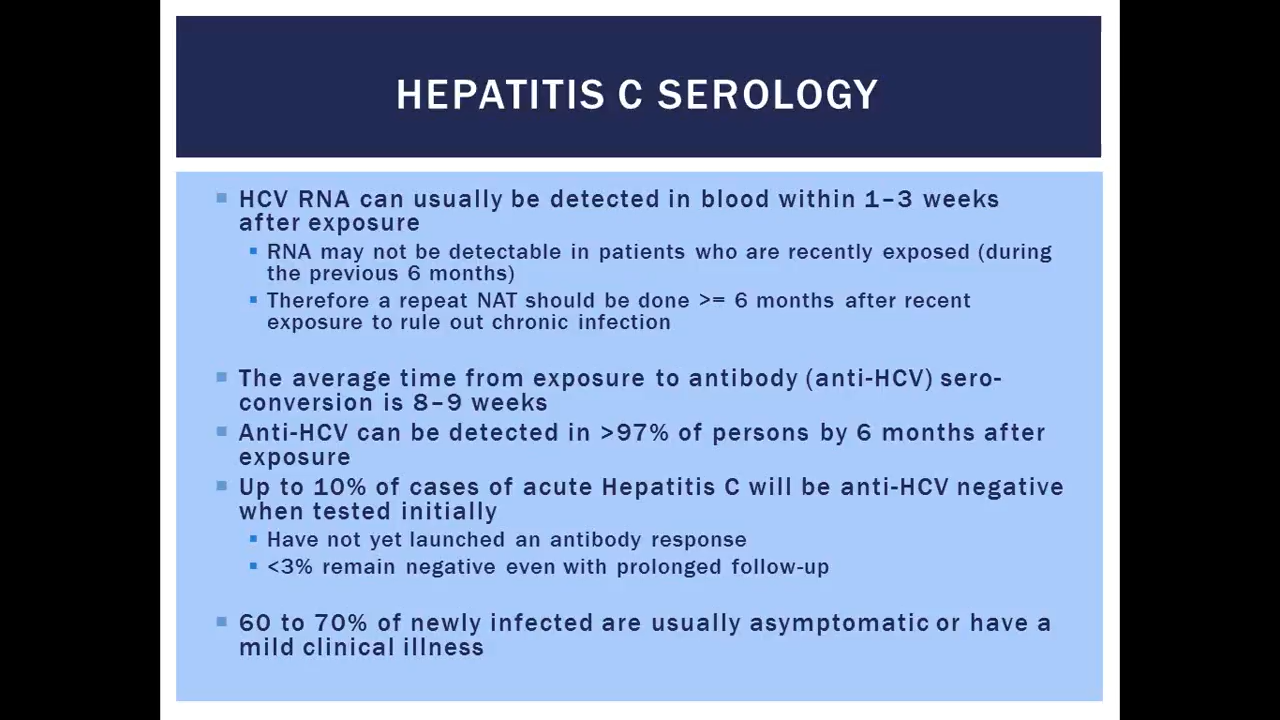 HEPATITIS C SEROLOGY
HCV RNA can usually be detected in blood within 1–3 weeks
after exposure
RNA may not be detectable in patients who are recently exposed (during
the previous 6 months)
Therefore a repeat NAT should be done >= 6 months after recent
exposure to rule out chronic infection
The average time from exposure to antibody (anti-HCV) sero-
conversion is 8–9 weeks
Anti-HCV can be detected in >97% of persons by 6 months after
exposure
Up to 10% of cases of acute Hepatitis C will be anti-HCV negative
when tested initially
Have not yet launched an antibody response
<3% remain negative even with prolonged follow-up
60 to 70% of newly infected are usually asymptomatic or have a
mild clinical illness